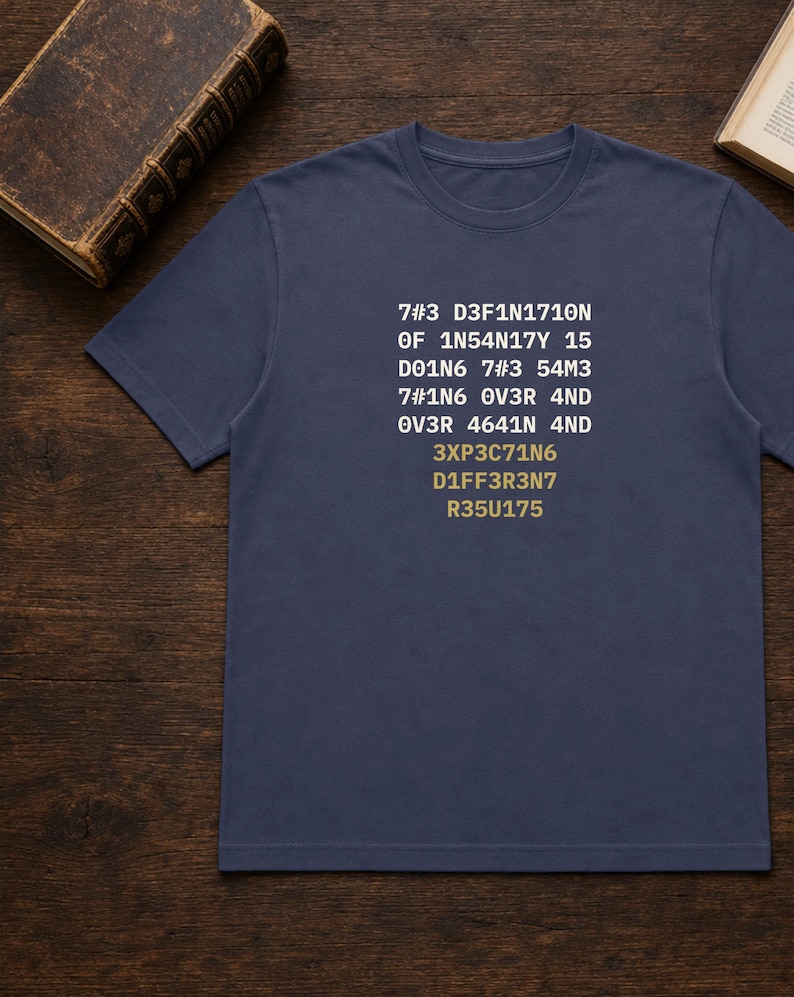 7#3 D3F1N1710N
0F 1N54N17Y 15
D01N6 7#3 54M3
7#1N6 0V3R 4ND
0V3R 4641N 4ND
3XP3C71N6
D1FF3R3N7
R35U175